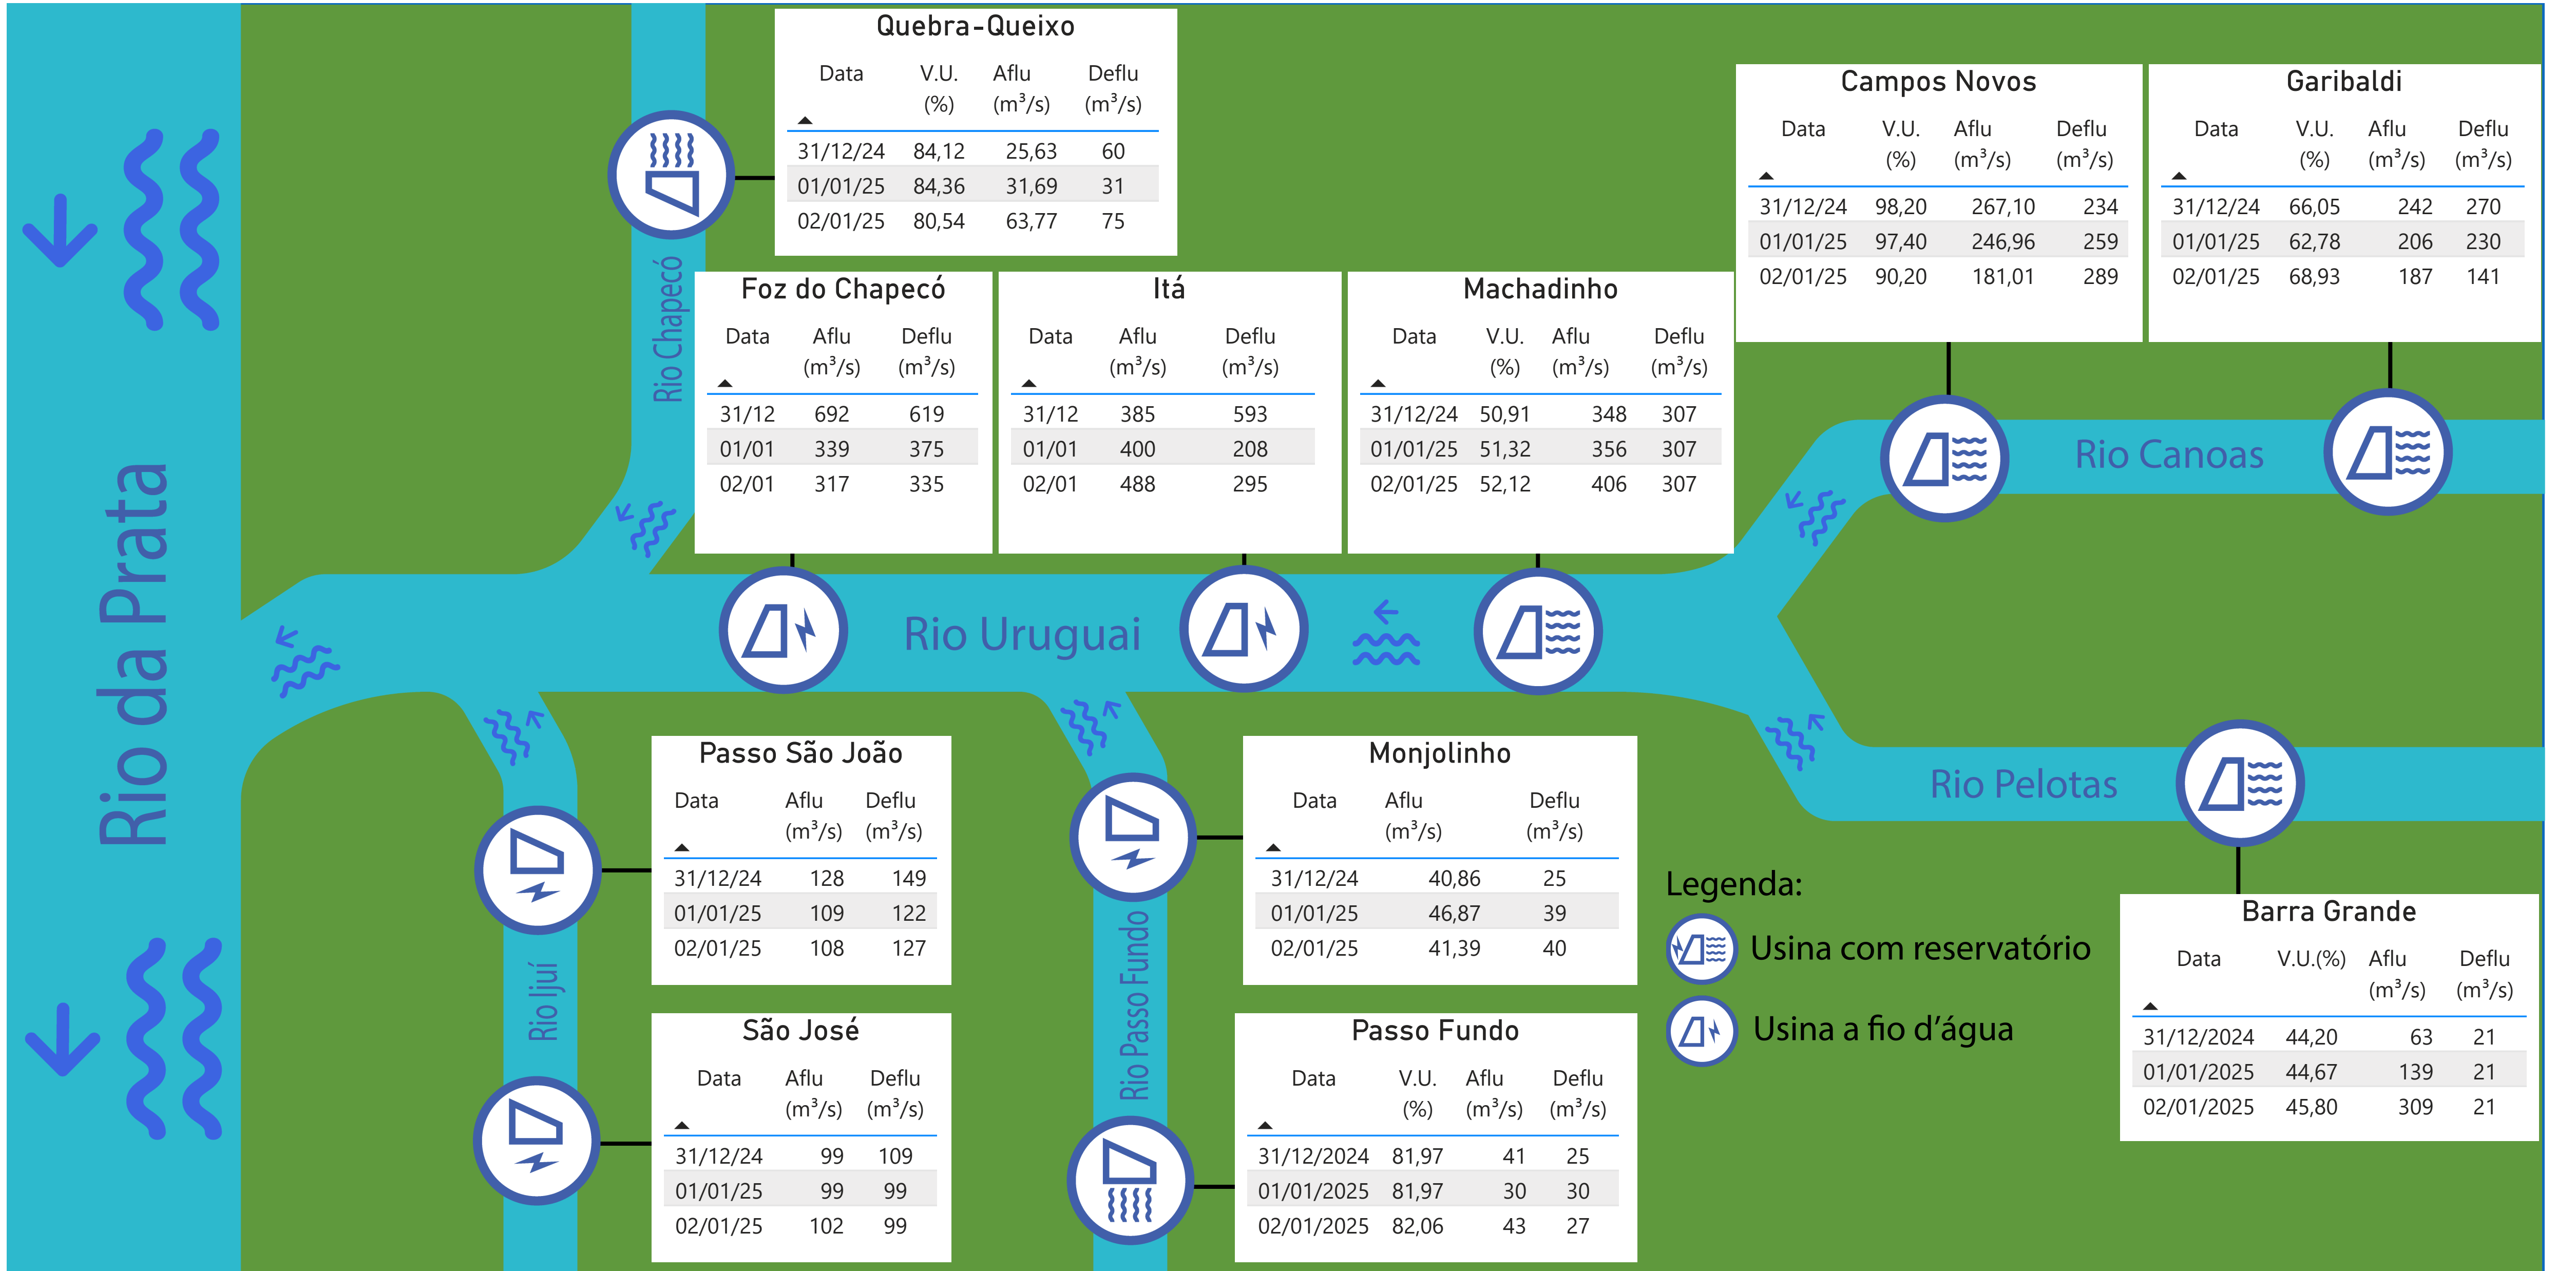 Quebra-Queixo
Data V.U. (%) Aflu (m³/s) Deflu (m³/s)
31/12/24 84,12 25,63 60
01/01/25 84,36 31,69 31
02/01/25 80,54 63,77 75
Campos Novos
Data V.U. (%) Aflu (m³/s) Deflu (m³/s)
31/12/24 98,20 267,10 234
01/01/25 97,40 246,96 259
02/01/25 90,20 181,01 289
Garibaldi
Data V.U. (%) Aflu (m³/s) Deflu (m³/s)
31/12/24 66,05 242 270
01/01/25 62,78 206 230
02/01/25 68,93 187 141
Rio Chapecó
Foz do Chapecó
Data Aflu (m³/s) Deflu (m³/s)
31/12 692 619
01/01 339 375
02/01 317 335
Itá
Data Aflu (m³/s) Deflu (m³/s)
31/12 385 593
01/01 400 208
02/01 488 295
Machadinho
Data V.U. (%) Aflu (m³/s) Deflu (m³/s)
31/12/24 50,91 348 307
01/01/25 51,32 356 307
02/01/25 52,12 406 307
Rio Canoas
Rio da Prata
Rio Uruguai
Rio Pelotas
Passo São João
Data Aflu (m³/s) Deflu (m³/s)
31/12/24 128 149
01/01/25 109 122
02/01/25 108 127
Monjolinho
Data Aflu (m³/s) Deflu (m³/s)
31/12/24 40,86 25
01/01/25 46,87 39
02/01/25 41,39 40
Legenda:
Usina com reservatório
Usina a fio d'água
Barra Grande
Data V.U.(%) Aflu (m³/s) Deflu (m³/s)
31/12/2024 44,20 63 21
01/01/2025 44,67 139 21
02/01/2025 45,80 309 21
Rio Ijuí
São José
Data Aflu (m³/s) Deflu (m³/s)
31/12/24 99 109
01/01/25 99 99
02/01/25 102 99
Rio Passo Fundo
Passo Fundo
Data V.U. (%) Aflu (m³/s) Deflu (m³/s)
31/12/2024 81,97 41 25
01/01/2025 81,97 30 30
02/01/2025 82,06 43 27